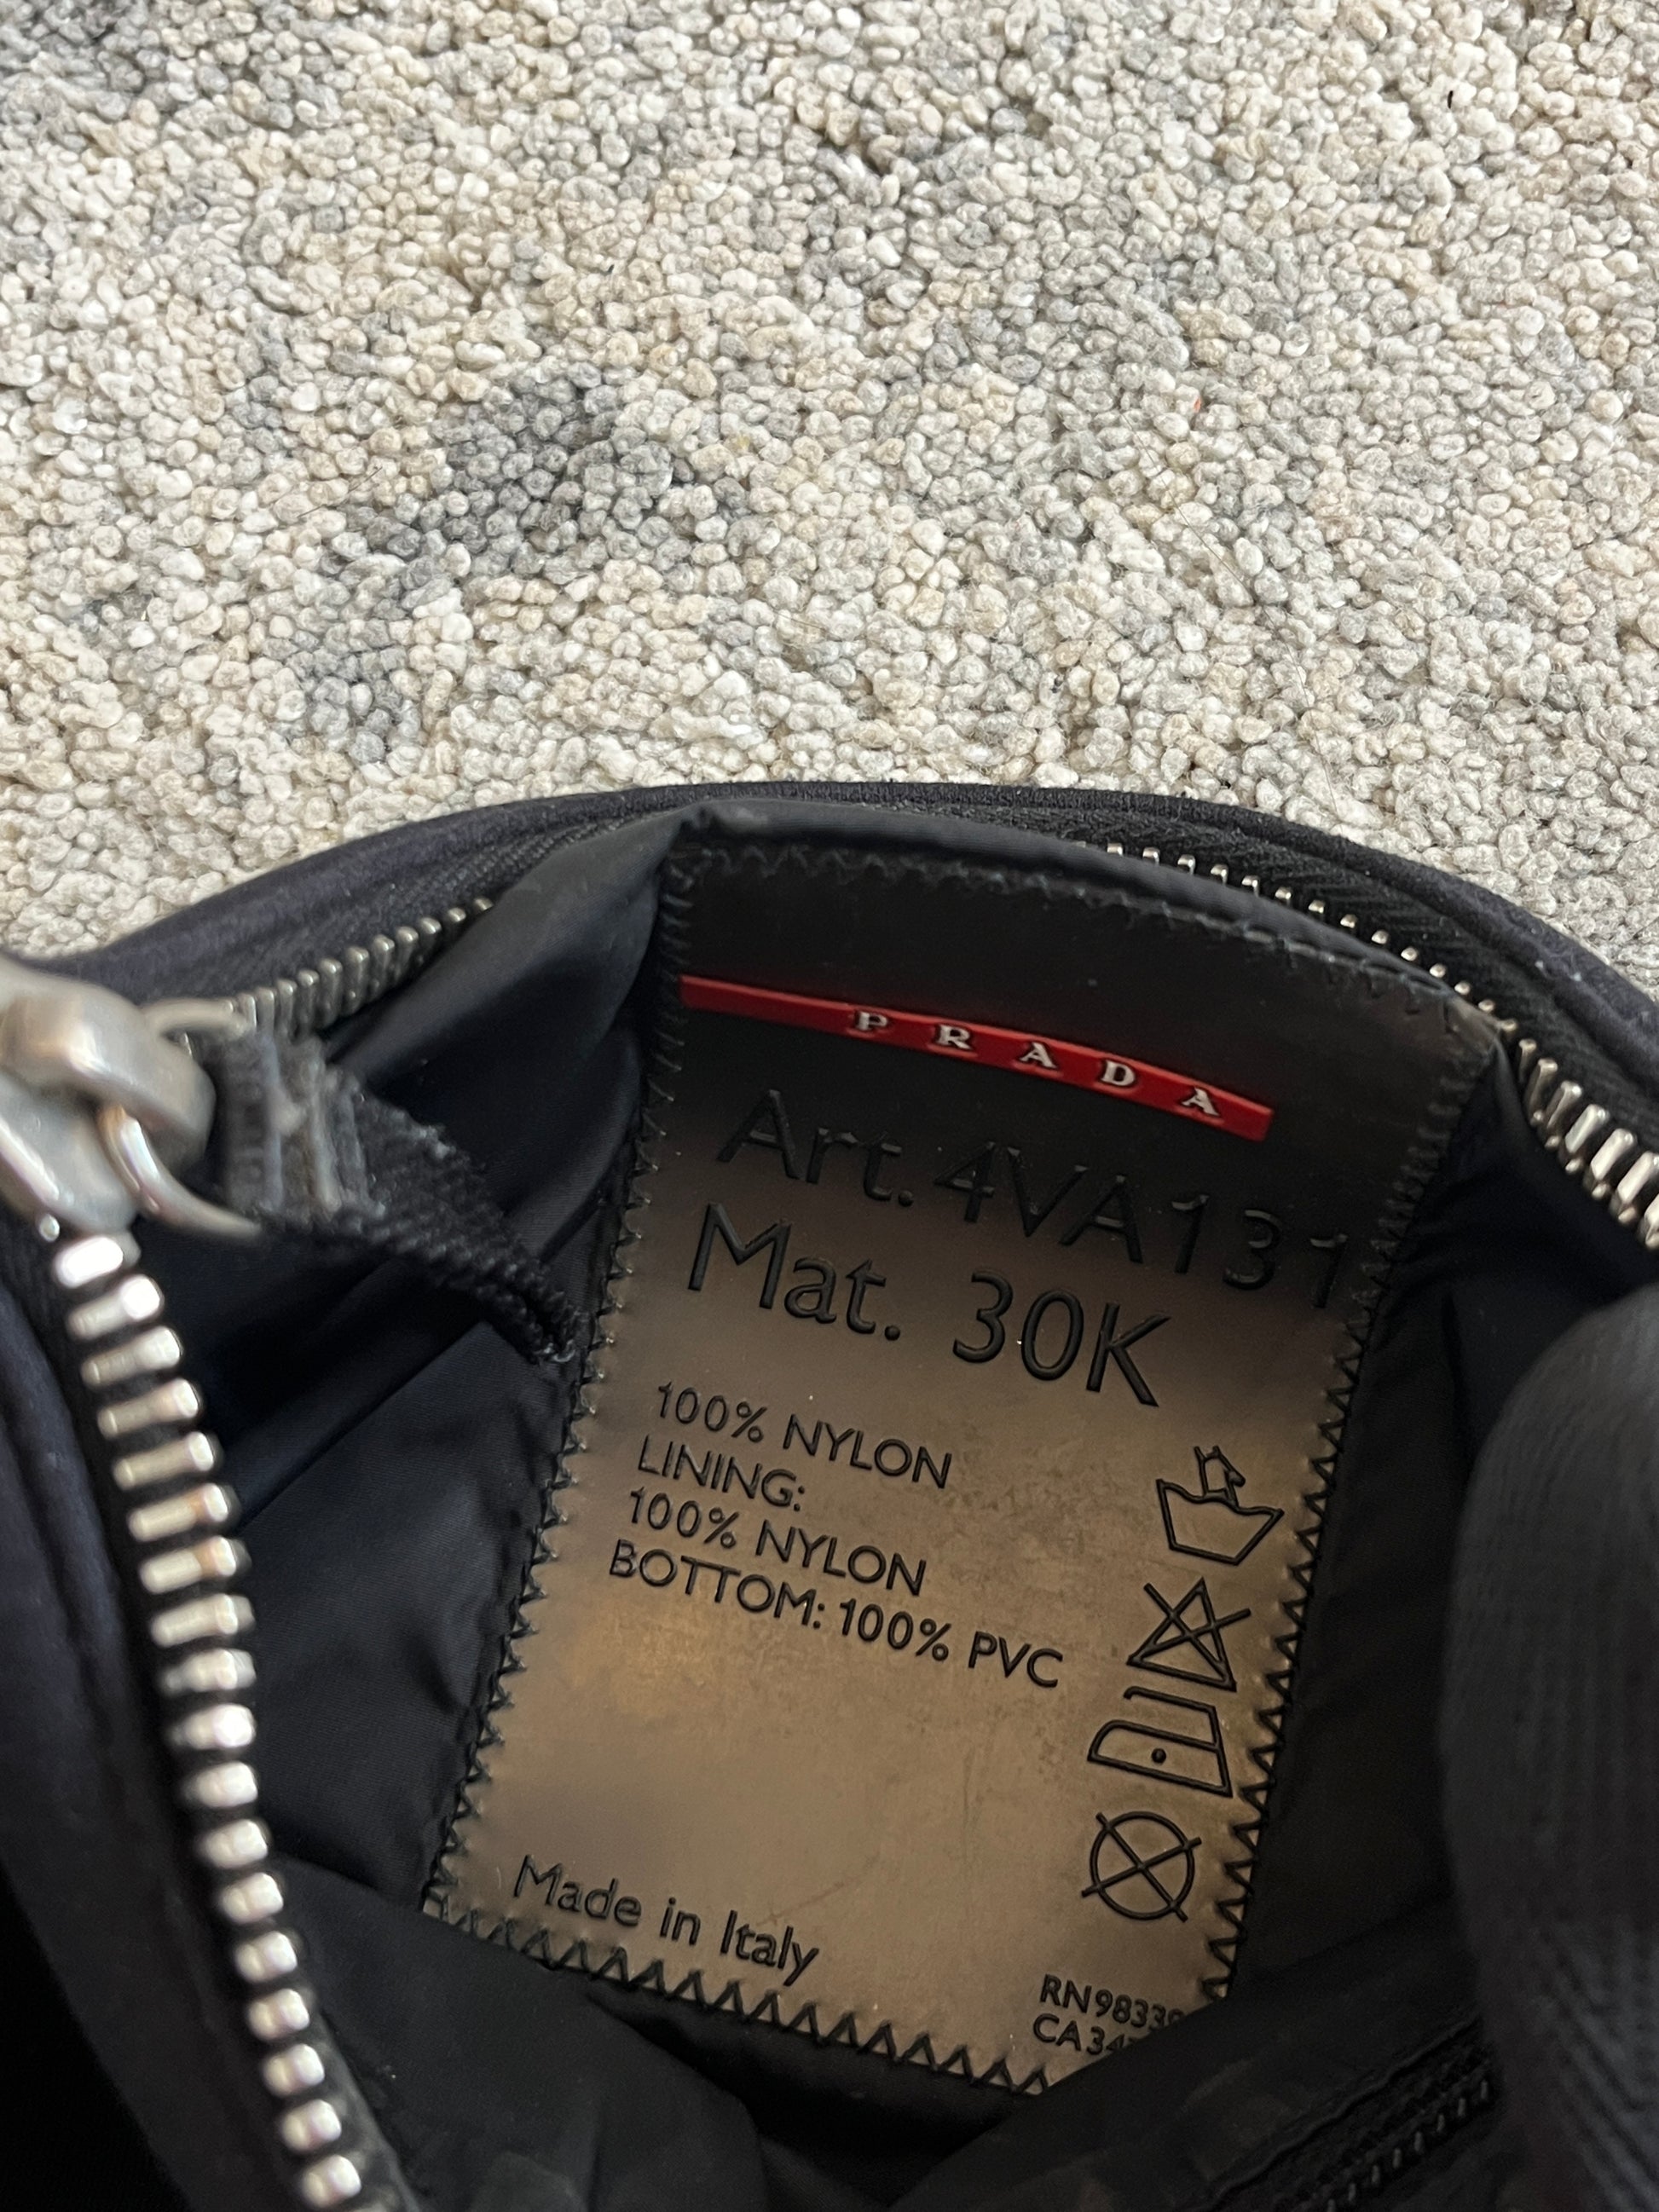 PRADA
Art. 4VA131
Mat. 30K
100% NYLON
LINING:
100% NYLON
BOTTOM: 100% PVC
Made in Italy